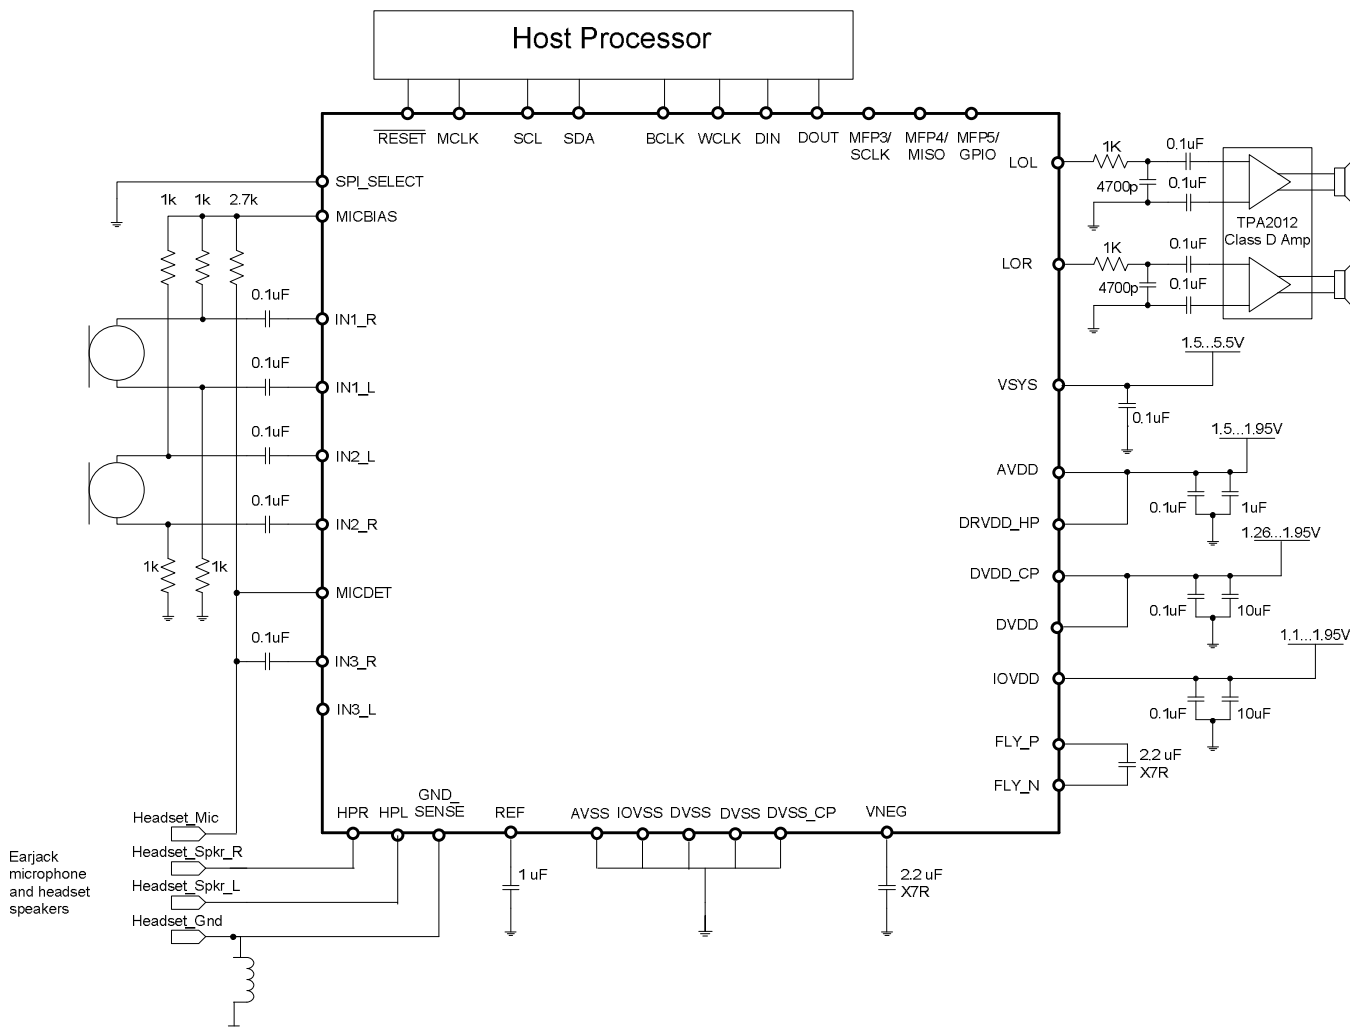 Host Processor
RESET
MCLK
SCL
SDA
BCLK
WCLK
DIN
DOUT
MFP3/
SCLK
MFP4/
MISO
MFP5/
GPIO
SPI_SELECT
1k
1k
2.7k
MICBIAS
0.1uF
IN1_R
0.1uF
IN1_L
0.1uF
IN2_L
0.1uF
IN2_R
1k
1k
MICDET
0.1uF
IN3_R
IN3_L
LOL
1K
0.1uF
4700p
0.1uF
TPA2012
Class D Amp
LOR
1K
0.1uF
4700p
0.1uF
1.5...5.5V
VSYS
0.1uF
1.5...1.95V
AVDD
0.1uF
1uF
DRVDD_HP
1.26...1.95V
DVDD_CP
0.1uF
10uF
DVDD
1.1...1.95V
IOVDD
0.1uF
10uF
FLY_P
2.2 uF
X7R
FLY_N
HPR
HPL
GND_
SENSE
REF
AVSS
IOVSS
DVSS
DVSS
DVSS_CP
VNEG
1 uF
2.2 uF
X7R
Headset_Mic
Headset_Spkr_R
Headset_Spkr_L
Headset_Gnd
Earjack
microphone
and headset
speakers